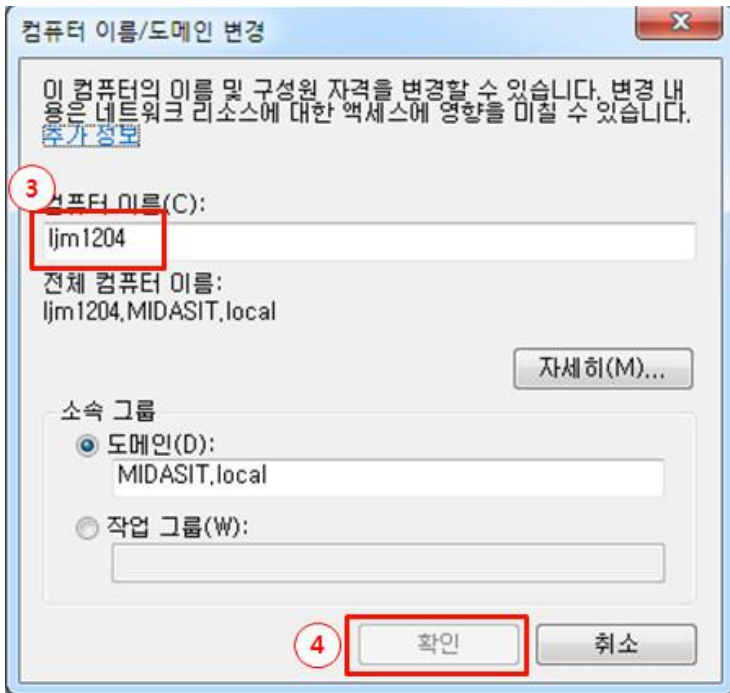 컴퓨터 이름/도메인 변경
이 컴퓨터의 이름 및 구성원 자격을 변경할 수 있습니다. 변경 내
용은 네트워크 리소스에 대한 액세스에 영향을 미칠 수 있습니다.
추가 정보
3
컴퓨터 이름(C):
ljm1204
전체 컴퓨터 이름:
ljm1204.MIDASIT.local
자세히(M)...
소속 그룹
도메인(D):
MIDASIT.local
작업 그룹(W):
4
확인
취소